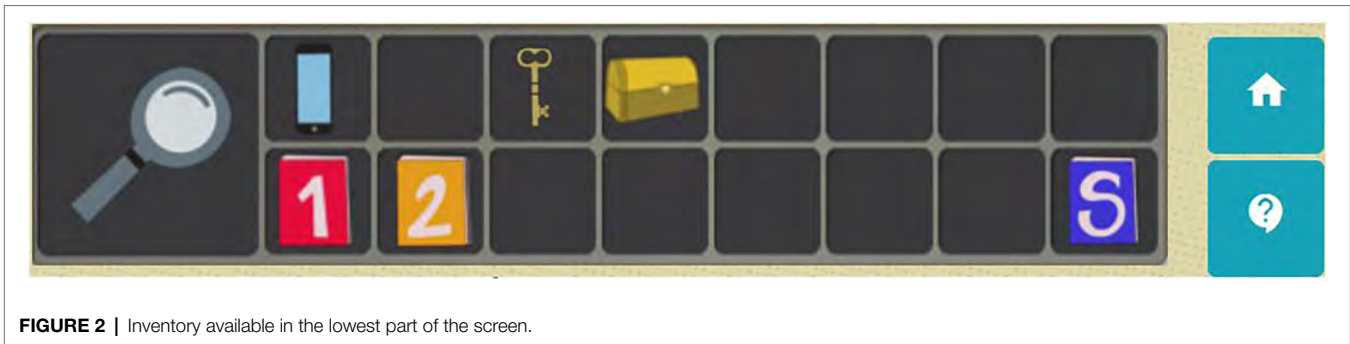 1 2 S
?
FIGURE 2 | Inventory available in the lowest part of the screen.